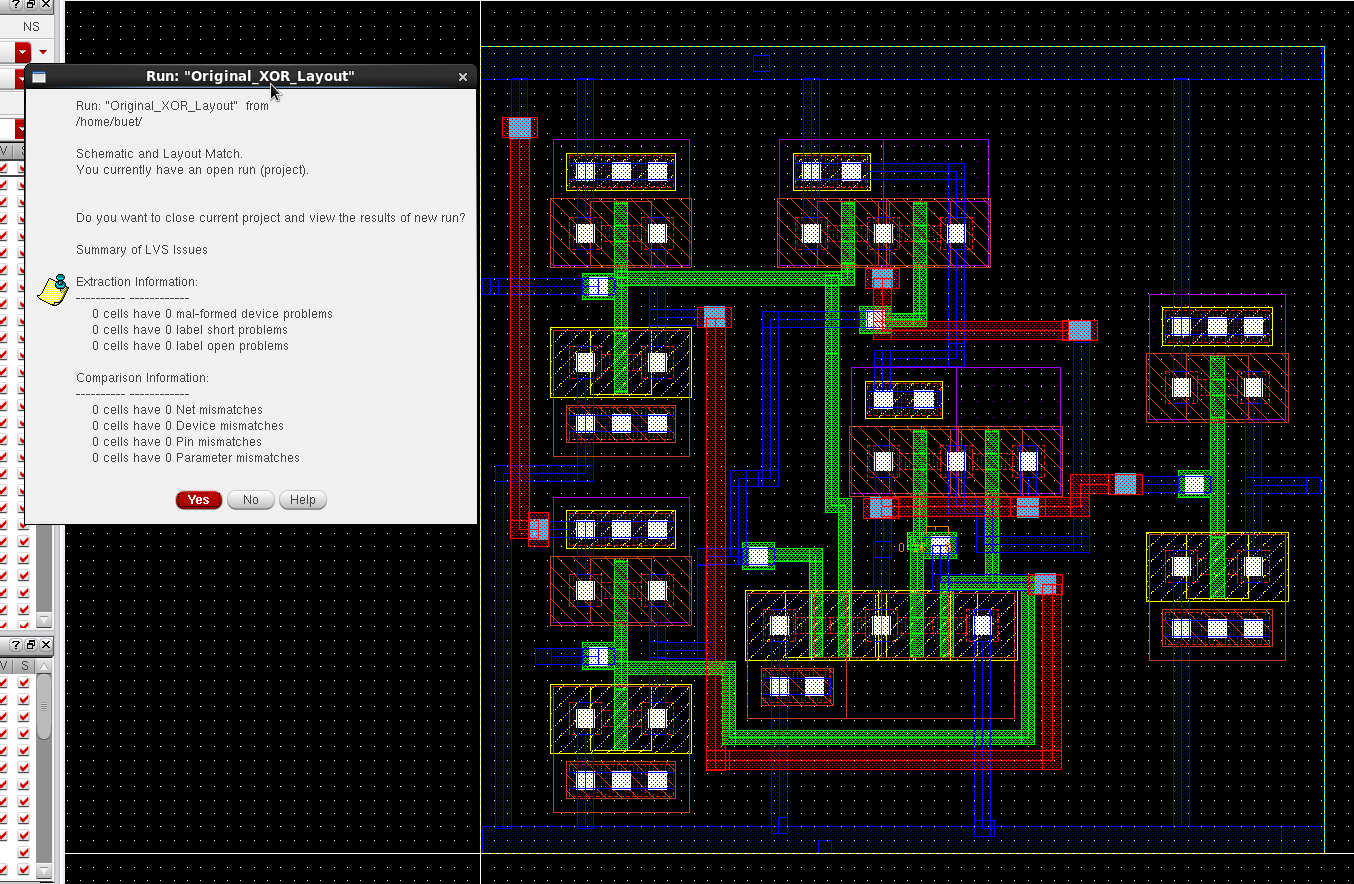 NS
Run: "Original_XOR_Layout"
Run: "Original_XOR_Layout" from
/home/buet/
Schematic and Layout Match.
You currently have an open run (project).
Do you want to close current project and view the results of new run?
Summary of LVS Issues
Extraction Information:
---------- ------------
0 cells have 0 mal-formed device problems
0 cells have 0 label short problems
0 cells have 0 label open problems
Comparison Information:
---------- ------------
0 cells have 0 Net mismatches
0 cells have 0 Device mismatches
0 cells have 0 Pin mismatches
0 cells have 0 Parameter mismatches
Yes No Help
V S